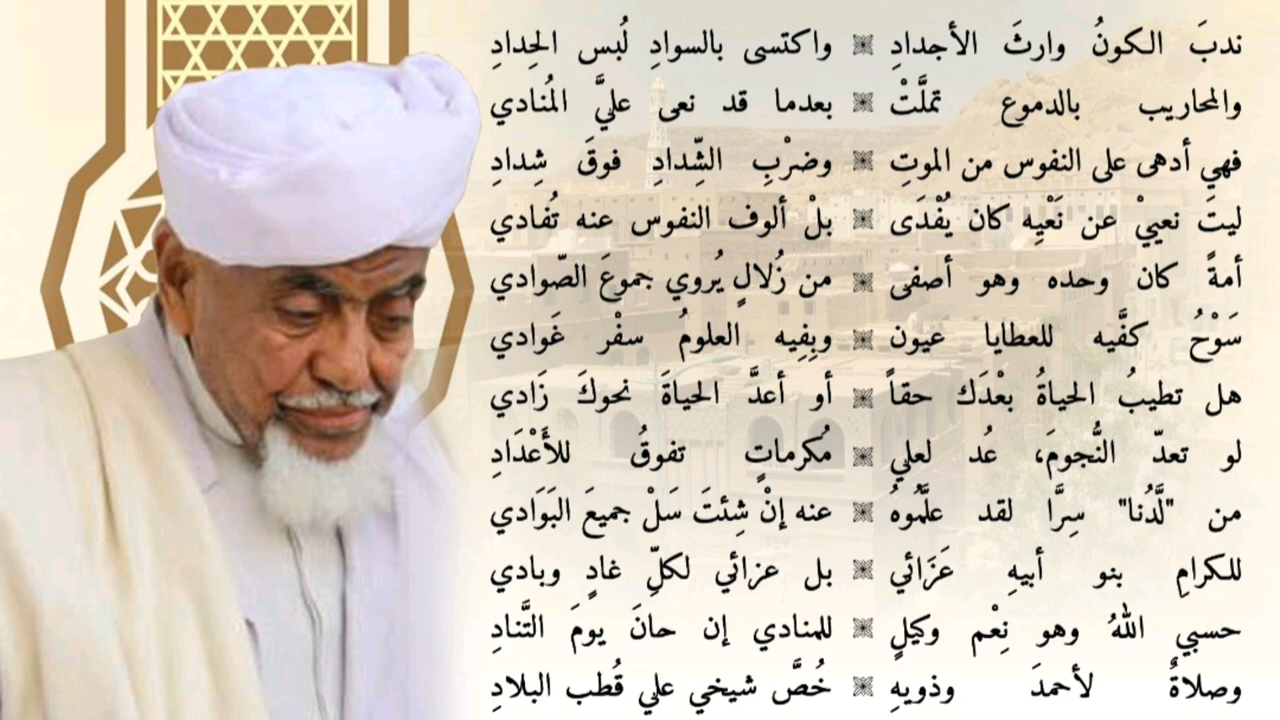 ندبَ الكونُ وارثَ الأجدادِ ※ واكتسى بالسوادِ لُبس الحِدادِ
والمحاريب بالدموع تملَّتْ ※ بعدما قد نعى عليَّ المُنادي
فهي أدهى على النفوس من الموتِ ※ وضرْبِ الشِّدادِ فوقَ شِدادِ
ليتَ نعييْ عن نَعْيِه كان يُفْدَى ※ بلْ ألوف النفوس عنه تُفادي
أمةً كان وحده وهو أصفى ※ من زُلالٍ يُروي جموعَ الصّوادي
سَوْحُ كفَّيه للعطايا عيون ※ وبِفِيه العلومُ سفْر غَوادي
هل تطيبُ الحياةُ بعْدَك حقاً ※ أو أعدَّ الحياةَ نحوكَ زَادي
لو تعدّ النُّجومَ، عُد لعلي ※ مُكرماتٍ تفوقُ للأَعْدَادِ
من "لَّدُنا" سِرَّا لقد علَّمُوهُ ※ عنه إنْ شِئتَ سَلْ جميعَ البَوَادي
للكرامِ بنو أبيهِ عَزَائي ※ بل عزائي لكلِّ غادٍ وبادي
حسبي اللهُ وهو نِعْم وكيلٍ ※ للمنادي إن حانَ يومَ التَّنادِ
وصلاةٌ لأحمدَ وذويهِ ※ خُصَّ شيخي علي قُطب البلادِ